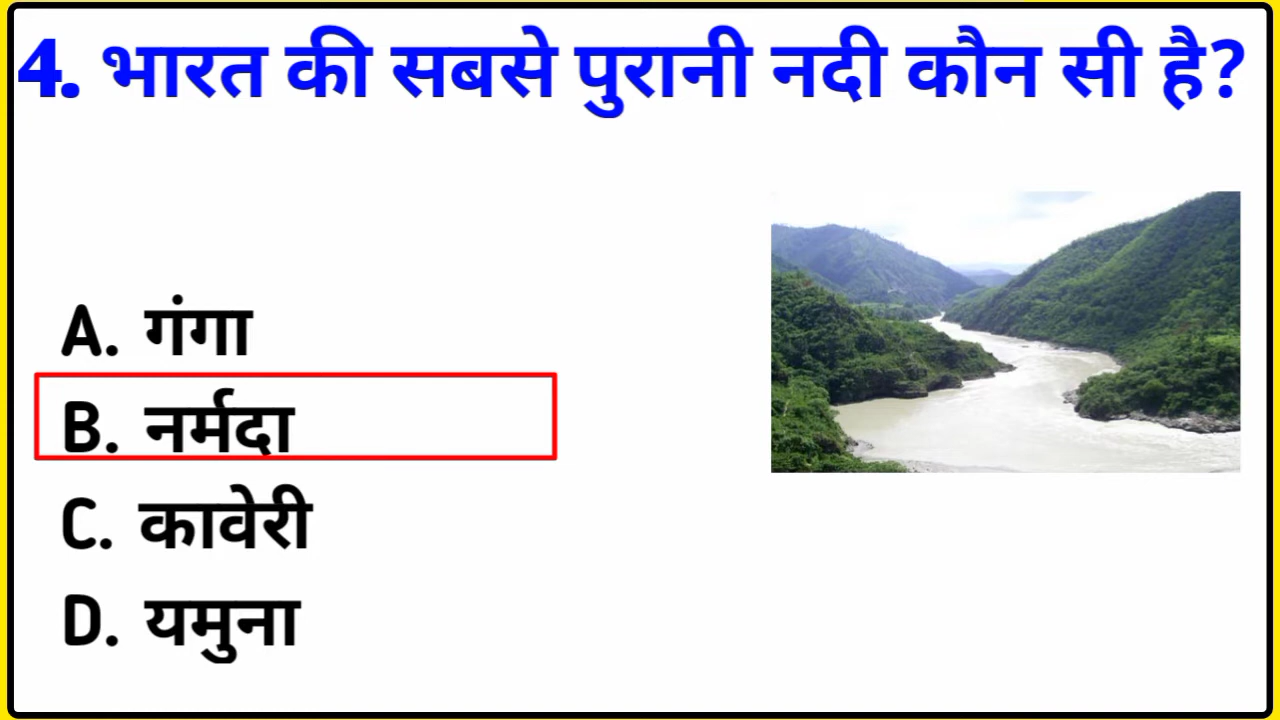 4. भारत की सबसे पुरानी नदी कौन सी है?
A. गंगा
B. नर्मदा
C. कावेरी
D. यमुना